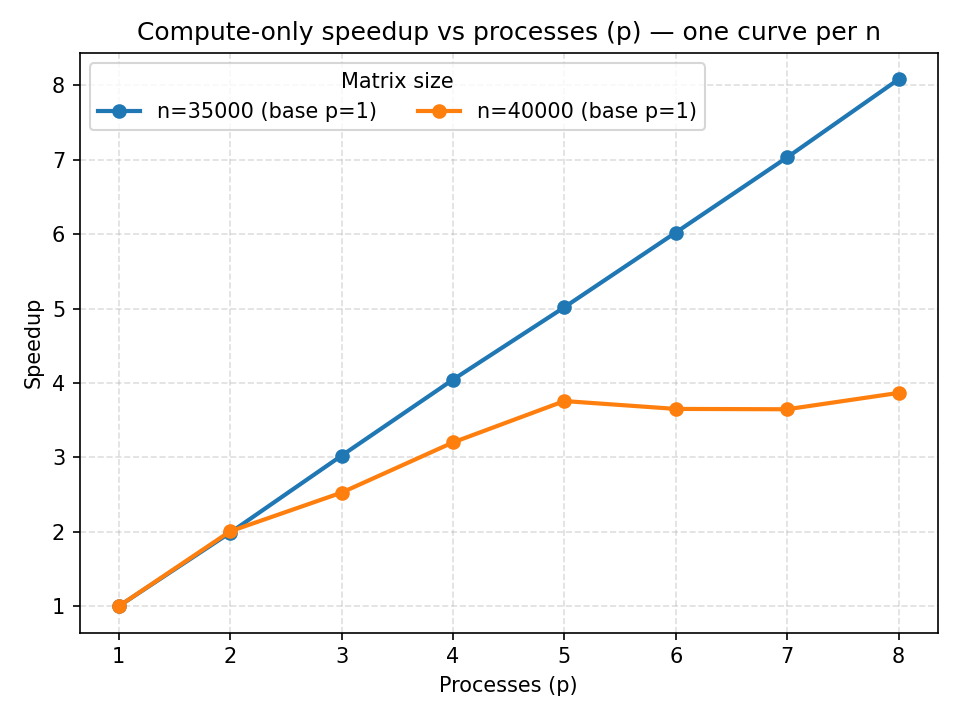 Compute-only speedup vs processes (p) — one curve per n
Matrix size
n=35000 (base p=1) n=40000 (base p=1)
Speedup
8
7
6
5
4
3
2
1
1 2 3 4 5 6 7 8
Processes (p)